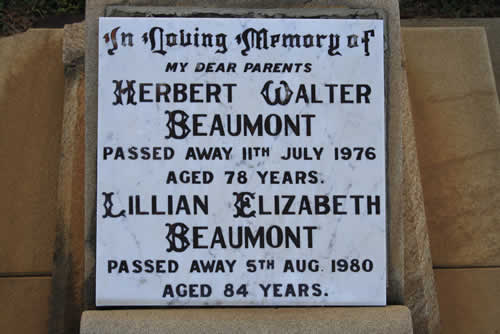 In Loving Memory of
MY DEAR PARENTS
HERBERT WALTER
BEAUMONT
PASSED AWAY 11TH JULY 1976
AGED 78 YEARS.
LILLIAN ELIZABETH
BEAUMONT
PASSED AWAY 5TH AUG. 1980
AGED 84 YEARS.